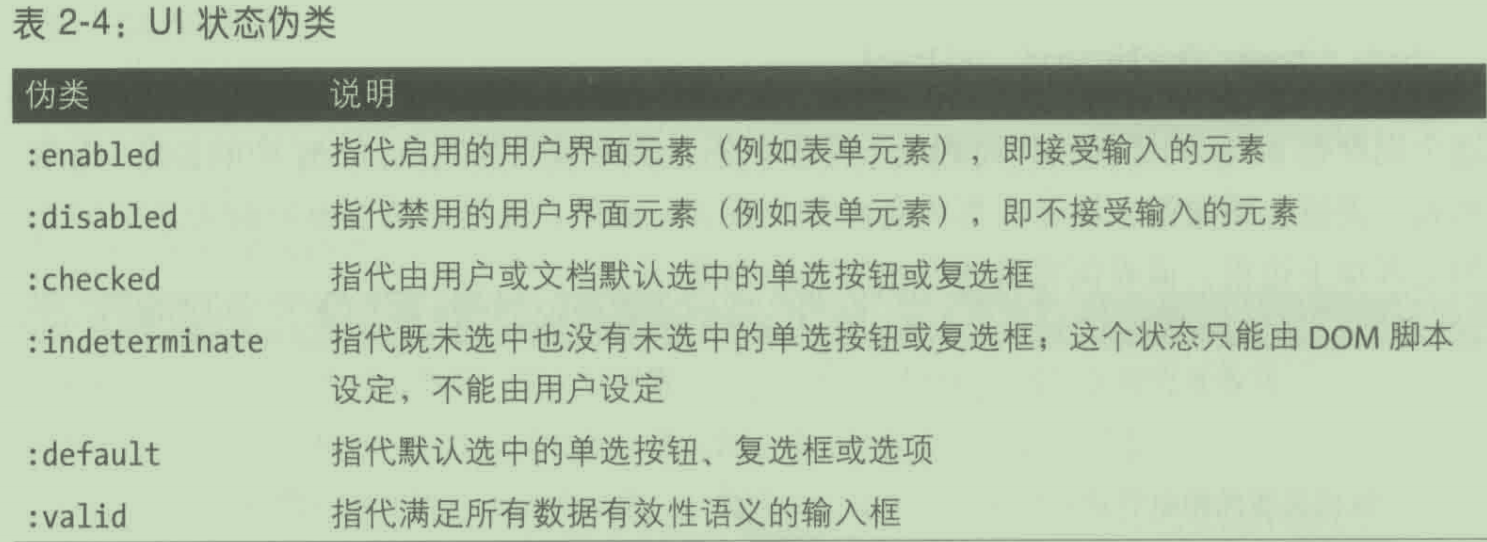 表 2-4：UI 状态伪类
伪类 说明
:enabled 指代启用的用户界面元素（例如表单元素），即接受输入的元素
:disabled 指代禁用的用户界面元素（例如表单元素），即不接受输入的元素
:checked 指代由用户或文档默认选中的单选按钮或复选框
:indeterminate 指代既未选中也没有未选中的单选按钮或复选框；这个状态只能由 DOM 脚本
设定，不能由用户设定
:default 指代默认选中的单选按钮、复选框或选项
:valid 指代满足所有数据有效性语义的输入框